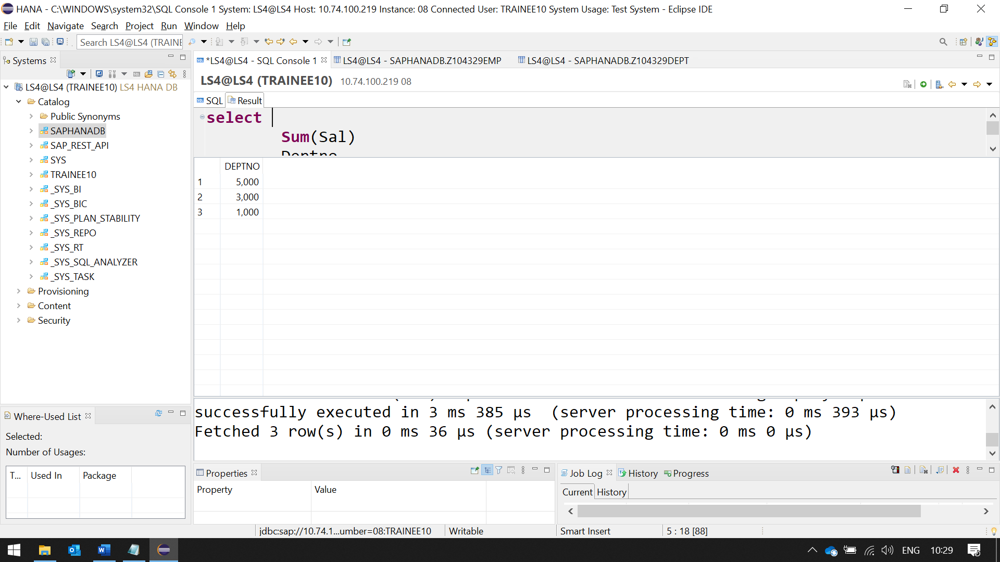 HANA - C:\WINDOWS\system32\SQL Console 1 System: LS4@LS4 Host: 10.74.100.219 Instance: 08 Connected User: TRAINEE10 System Usage: Test System - Eclipse IDE
File Edit Navigate Search Project Run Window Help
Search LS4@LS4 (TRAINE
Systems
LS4@LS4 (TRAINEE10) LS4 HANA DB
Catalog
Public Synonyms
SAPHANADB
SAP_REST_API
SYS
TRAINEE10
_SYS_BI
_SYS_BIC
_SYS_PLAN_STABILITY
_SYS_REPO
_SYS_RT
_SYS_SQL_ANALYZER
_SYS_TASK
Provisioning
Content
Security
*LS4@LS4 - SQL Console 1 LS4@LS4 - SAPHANADB.Z104329EMP LS4@LS4 - SAPHANADB.Z104329DEPT
LS4@LS4 (TRAINEE10) 10.74.100.219 08
SQL Result
select
Sum(Sal)
Deptno
DEPTNO
1 5,000
2 3,000
3 1,000
successfully executed in 3 ms 385 µs (server processing time: 0 ms 393 µs)
Fetched 3 row(s) in 0 ms 36 µs (server processing time: 0 ms 0 µs)
Where-Used List
Selected:
Number of Usages:
T... Used In Package
Properties
Property Value
Job Log History Progress
Current History
jdbc:sap://10.74.1...umber=08:TRAINEE10 Writable Smart Insert 5 : 18 [88]
ENG 10:29